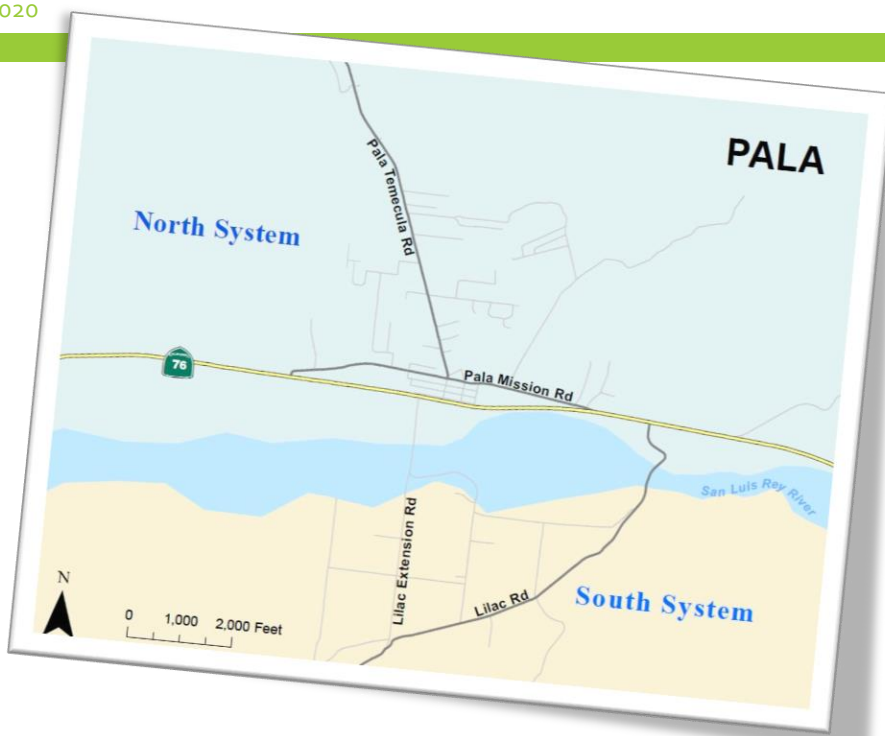 020
PALA
Pala Temecula Rd
North System
76
Pala Mission Rd
San Luis Rey River
Lilac Extension Rd
Lilac Rd
South System
N
0 1,000 2,000 Feet